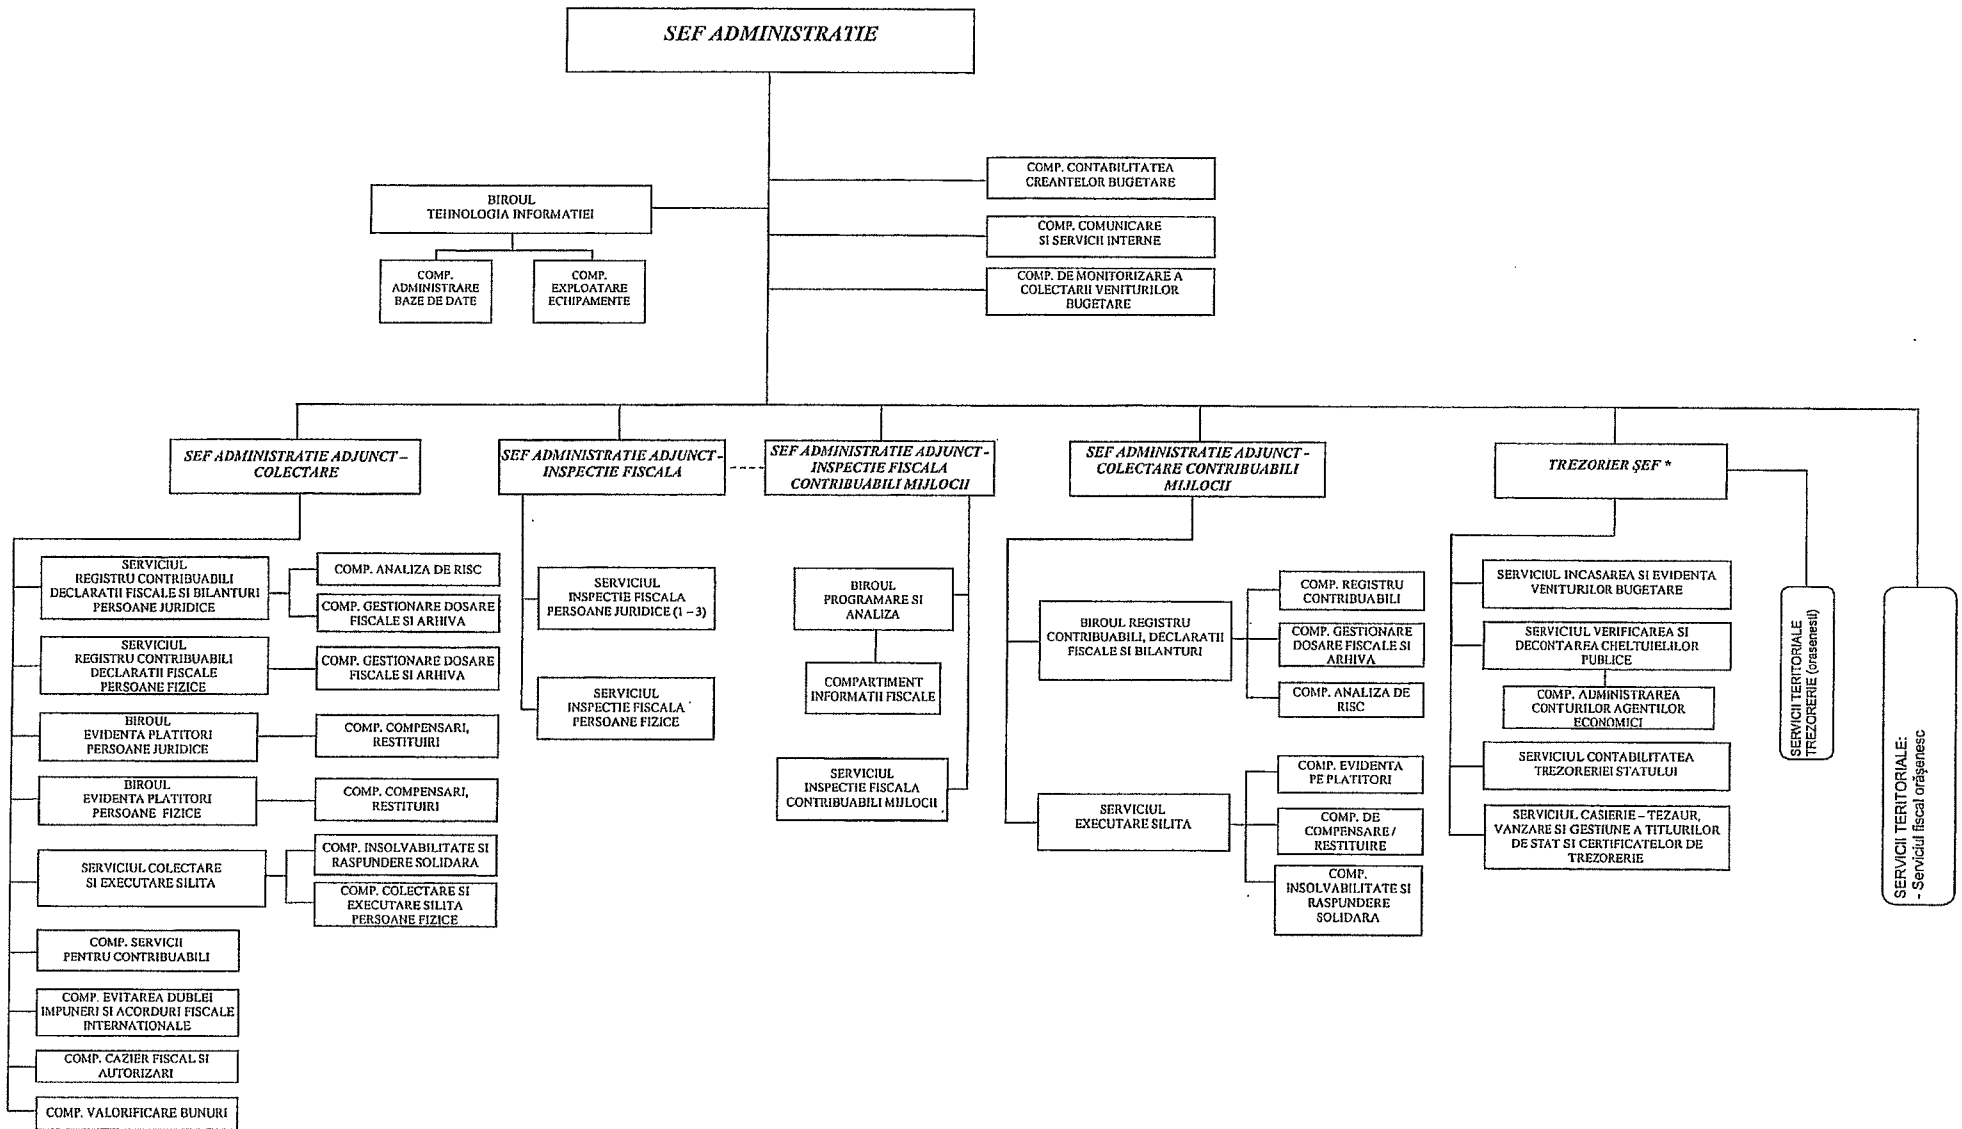 SEF ADMINISTRATIE
COMP. CONTABILITATEA
CREANTELOR BUGETARE
BIROUL
TEHNOLOGIA INFORMATIEI
COMP. COMUNICARE
SI SERVICII INTERNE
COMP.
ADMINISTRARE
BAZE DE DATE
COMP.
EXPLOATARE
ECHIPAMENTE
COMP. DE MONITORIZARE A
COLECTARII VENITURILOR
BUGETARE
SEF ADMINISTRATIE ADJUNCT –
COLECTARE
SEF ADMINISTRATIE ADJUNCT-
INSPECTIE FISCALA
SEF ADMINISTRATIE ADJUNCT-
INSPECTIE FISCALA
CONTRIBUABILI MIJLOCII
SEF ADMINISTRATIE ADJUNCT -
COLECTARE CONTRIBUABILI
MIJLOCII
TREZORIER ŞEF *
SERVICIUL
REGISTRU CONTRIBUABILI
DECLARATII FISCALE SI BILANTURI
PERSOANE JURIDICE
COMP. ANALIZA DE RISC
COMP. GESTIONARE DOSARE
FISCALE SI ARHIVA
SERVICIUL
REGISTRU CONTRIBUABILI
DECLARATII FISCALE
PERSOANE FIZICE
COMP. GESTIONARE DOSARE
FISCALE SI ARHIVA
BIROUL
EVIDENTA PLATITORI
PERSOANE JURIDICE
COMP. COMPENSARI,
RESTITUIRI
BIROUL
EVIDENTA PLATITORI
PERSOANE FIZICE
COMP. COMPENSARI,
RESTITUIRI
SERVICIUL COLECTARE
SI EXECUTARE SILITA
COMP. INSOLVABILITATE SI
RASPUNDERE SOLIDARA
COMP. COLECTARE SI
EXECUTARE SILITA
PERSOANE FIZICE
COMP. SERVICII
PENTRU CONTRIBUABILI
COMP. EVITAREA DUBLEI
IMPUNERI SI ACORDURI FISCALE
INTERNATIONALE
COMP. CAZIER FISCAL SI
AUTORIZARI
COMP. VALORIFICARE BUNURI
SERVICIUL
INSPECTIE FISCALA
PERSOANE JURIDICE (1 – 3)
SERVICIUL
INSPECTIE FISCALA
PERSOANE FIZICE
BIROUL
PROGRAMARE SI
ANALIZA
COMPARTIMENT
INFORMATII FISCALE
SERVICIUL
INSPECTIE FISCALA
CONTRIBUABILI MIJLOCII
BIROUL REGISTRU
CONTRIBUABILI, DECLARATII
FISCALE SI BILANTURI
COMP. REGISTRU
CONTRIBUABILI
COMP. GESTIONARE
DOSARE FISCALE SI
ARHIVA
COMP. ANALIZA DE
RISC
SERVICIUL
EXECUTARE SILITA
COMP. EVIDENTA
PE PLATITORI
COMP. DE
COMPENSARE /
RESTITUIRE
COMP.
INSOLVABILITATE SI
RASPUNDERE
SOLIDARA
SERVICIUL INCASAREA SI EVIDENTA
VENITURILOR BUGETARE
SERVICIUL VERIFICAREA SI
DECONTAREA CHELTUIELILOR
PUBLICE
COMP. ADMINISTRAREA
CONTURILOR AGENTILOR
ECONOMICI
SERVICIUL CONTABILITATEA
TREZORERIEI STATULUI
SERVICIUL CASIERIE – TEZAUR,
VANZARE SI GESTIUNE A TITLURILOR
DE STAT SI CERTIFICATELOR DE
TREZORERIE
SERVICII TERITORIALE
TREZORERIE (orasenesti)
SERVICII TERITORIALE:
- Serviciul fiscal orăşenesc